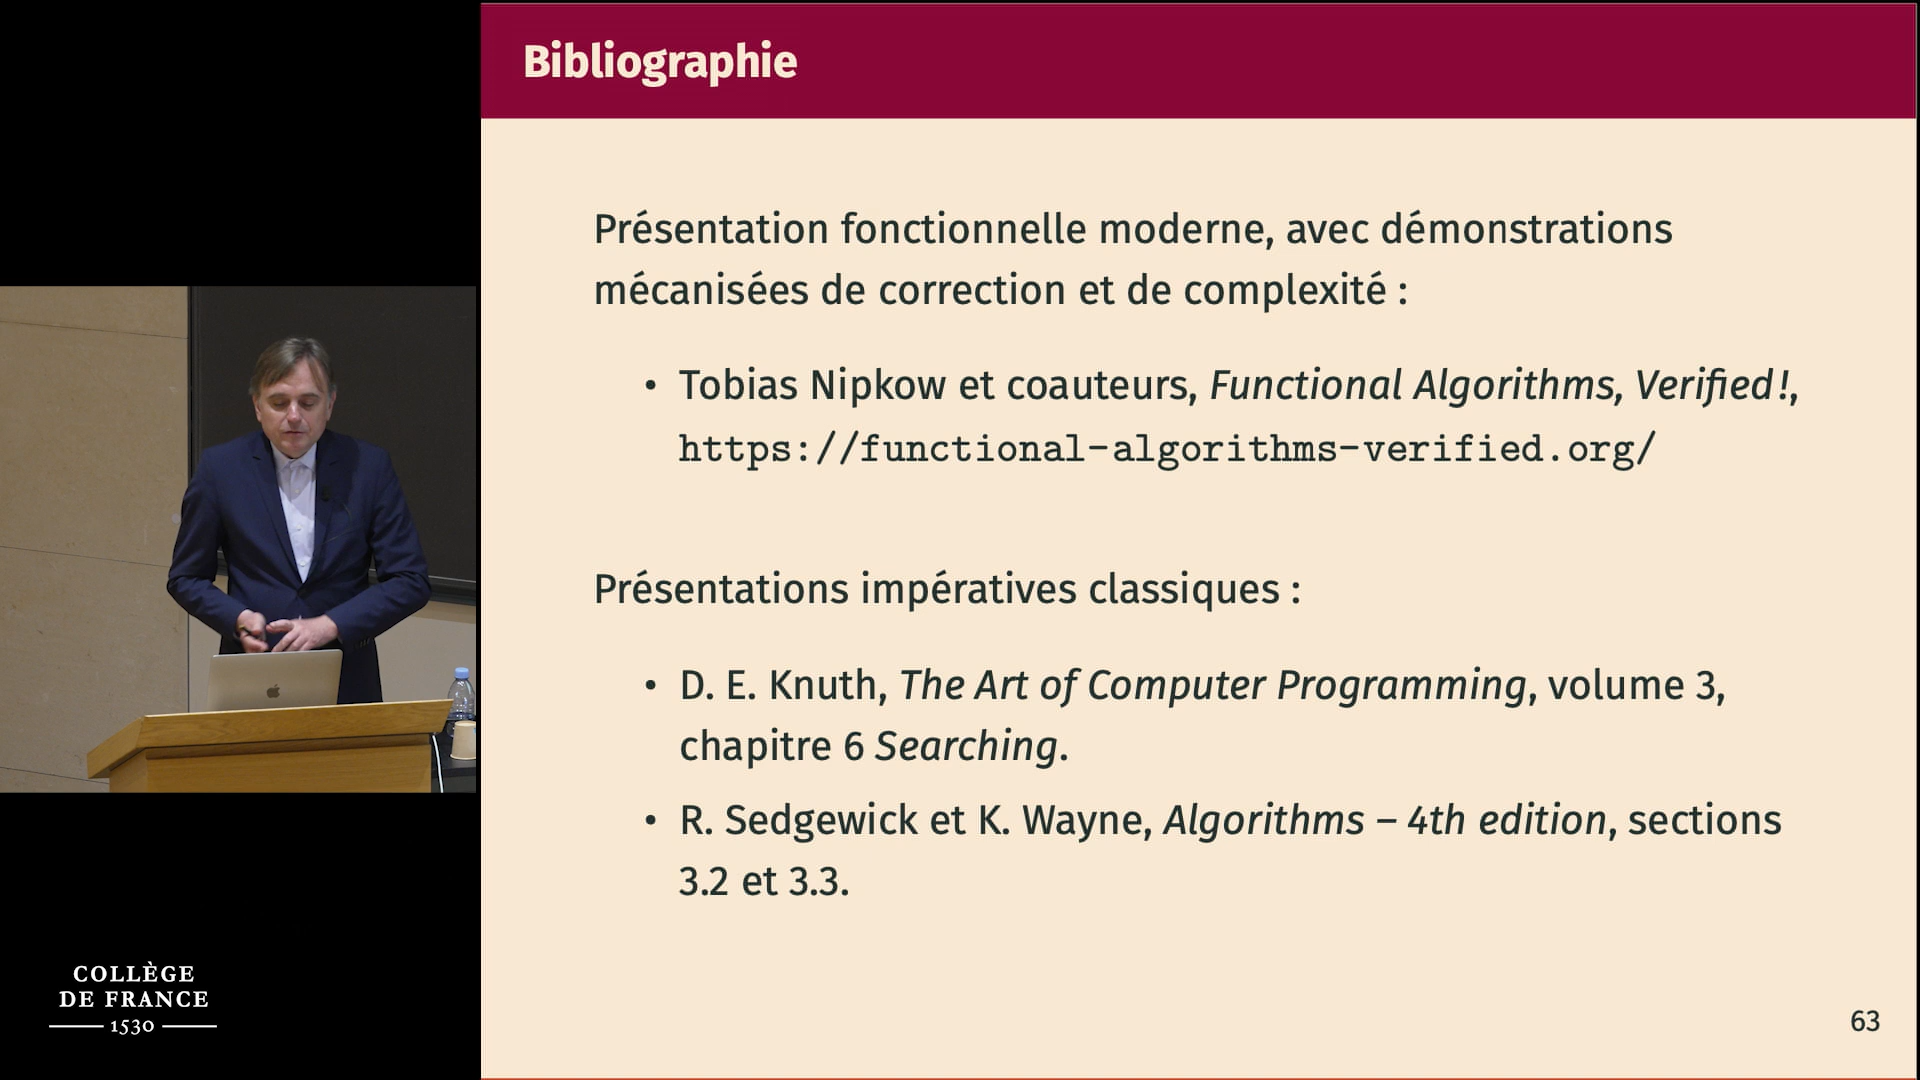 Bibliographie
Présentation fonctionnelle moderne, avec démonstrations
mécanisées de correction et de complexité :
• Tobias Nipkow et coauteurs, Functional Algorithms, Verified !,
https://functional-algorithms-verified.org/
Présentations impératives classiques :
• D. E. Knuth, The Art of Computer Programming, volume 3,
chapitre 6 Searching.
• R. Sedgewick et K. Wayne, Algorithms – 4th edition, sections
3.2 et 3.3.
63
COLLÈGE
DE FRANCE
1530